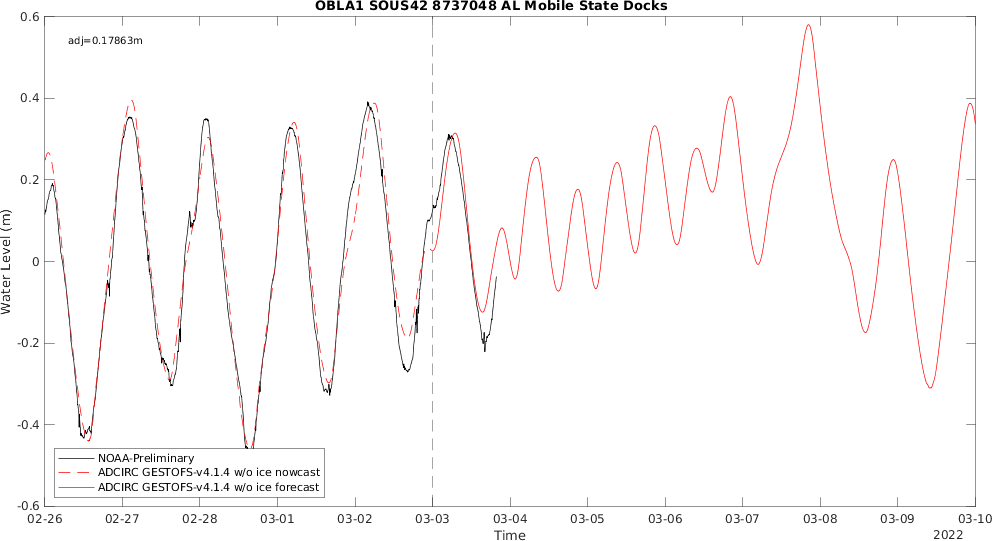 OBLA1 SOUS42 8737048 AL Mobile State Docks
adj=0.17863m
0.6
0.4
0.2
0
-0.2
-0.4
-0.6
Water Level (m)
NOAA-Preliminary
ADCIRC GESTOFS-v4.1.4 w/o ice nowcast
ADCIRC GESTOFS-v4.1.4 w/o ice forecast
02-26 02-27 02-28 03-01 03-02 03-03 03-04 03-05 03-06 03-07 03-08 03-09 03-10
Time
2022